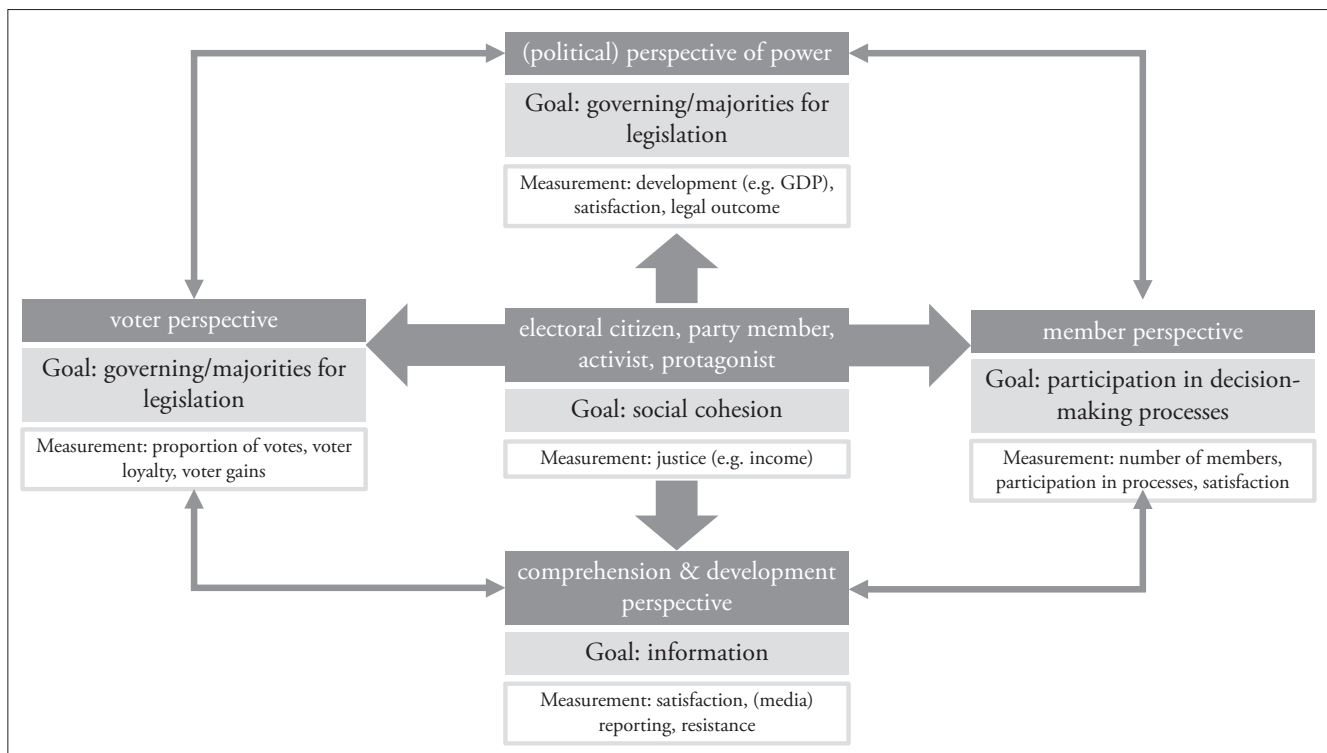 (political) perspective of power
Goal: governing/majorities for
legislation
Measurement: development (e.g. GDP),
satisfaction, legal outcome
voter perspective
Goal: governing/majorities for
legislation
Measurement: proportion of votes, voter
loyalty, voter gains
electoral citizen, party member,
activist, protagonist
Goal: social cohesion
Measurement: justice (e.g. income)
member perspective
Goal: participation in decision-
making processes
Measurement: number of members,
participation in processes, satisfaction
comprehension & development
perspective
Goal: information
Measurement: satisfaction, (media)
reporting, resistance